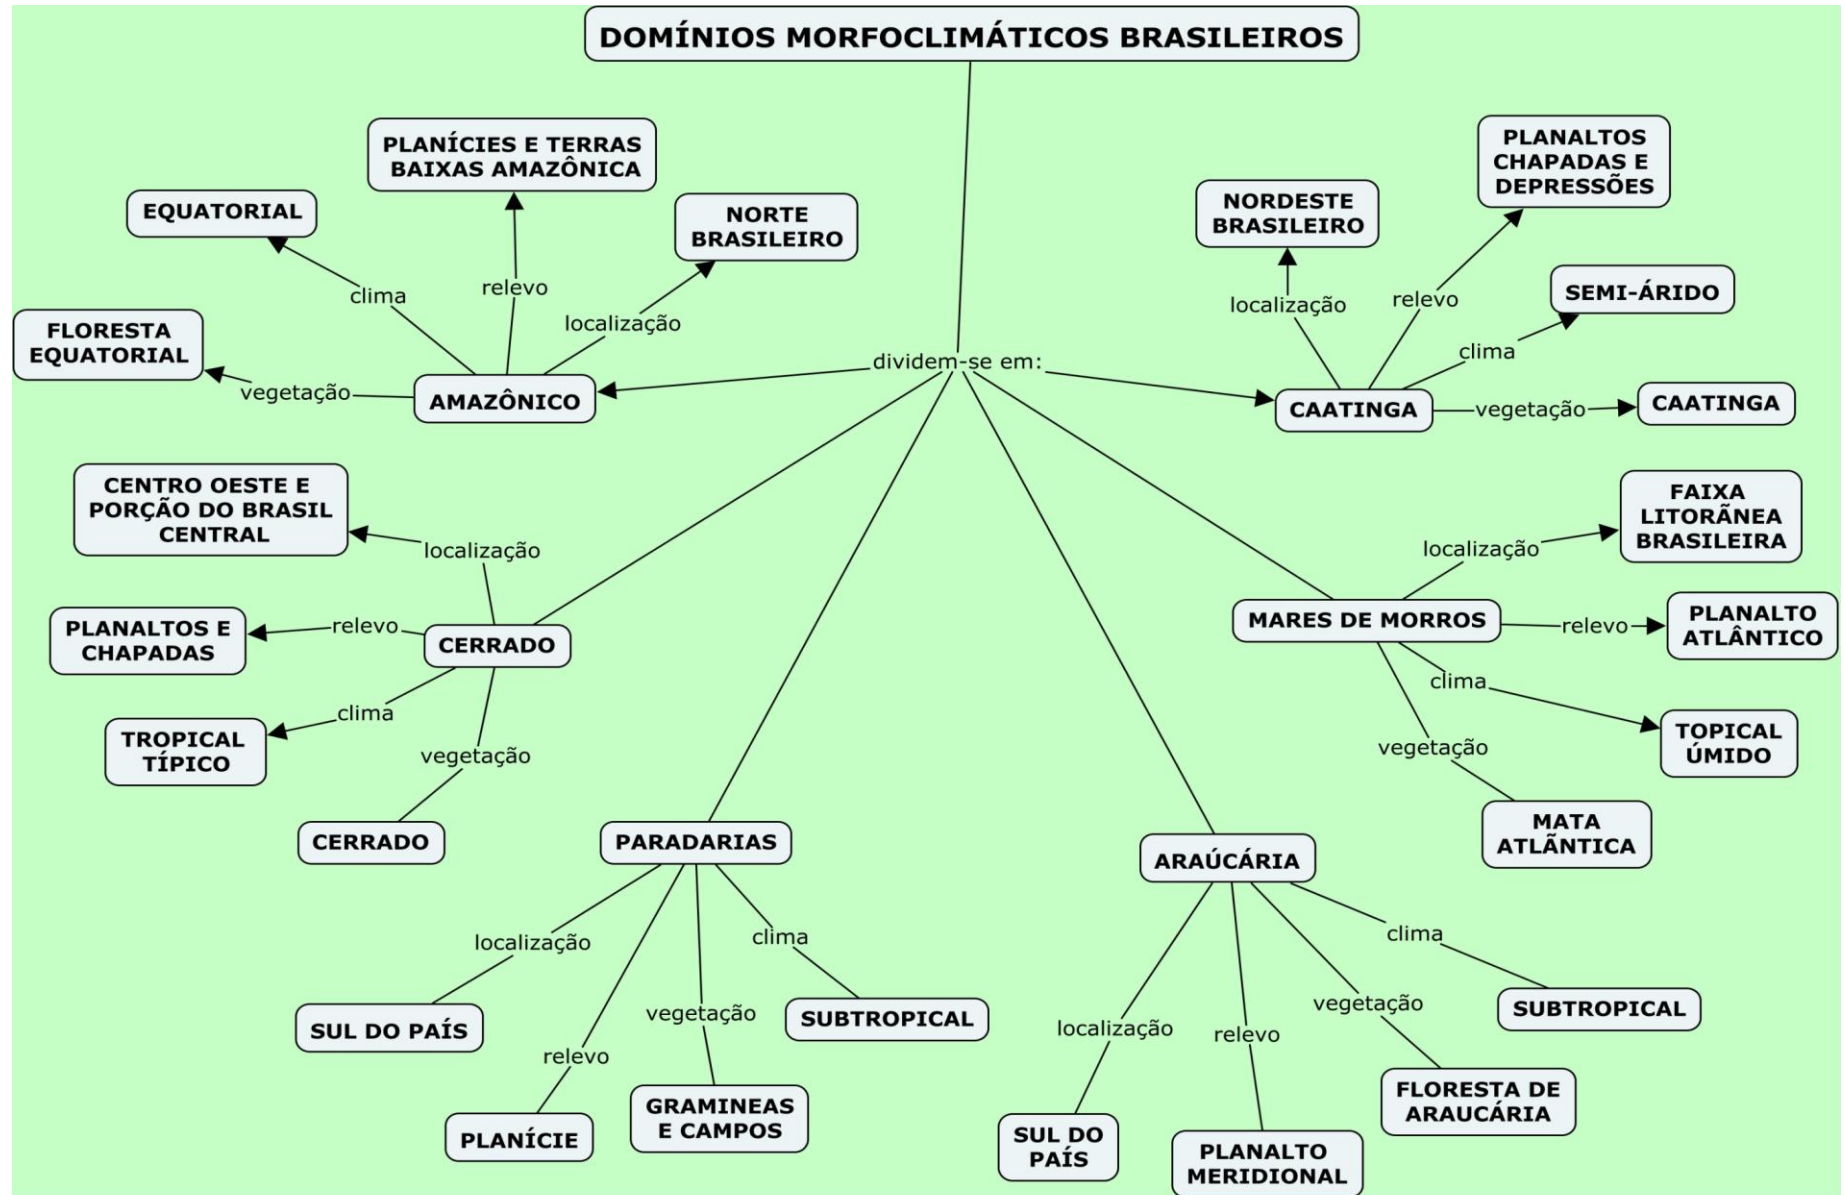 DOMÍNIOS MORFOCLIMÁTICOS BRASILEIROS
dividem-se em:
AMAZÔNICO
clima
EQUATORIAL
relevo
PLANÍCIES E TERRAS
BAIXAS AMAZÔNICA
localização
NORTE
BRASILEIRO
vegetação
FLORESTA
EQUATORIAL
CAATINGA
localização
NORDESTE
BRASILEIRO
relevo
PLANALTOS
CHAPADAS E
DEPRESSÕES
clima
SEMI-ÁRIDO
vegetação
CAATINGA
CERRADO
localização
CENTRO OESTE E
PORÇÃO DO BRASIL
CENTRAL
relevo
PLANALTOS E
CHAPADAS
clima
TROPICAL
TÍPICO
vegetação
CERRADO
MARES DE MORROS
localização
FAIXA
LITORÃNEA
BRASILEIRA
relevo
PLANALTO
ATLÂNTICO
clima
TOPICAL
ÚMIDO
vegetação
MATA
ATLÃNTICA
PARADARIAS
localização
SUL DO PAÍS
relevo
PLANÍCIE
vegetação
GRAMINEAS
E CAMPOS
clima
SUBTROPICAL
ARAÚCÁRIA
localização
SUL DO
PAÍS
relevo
PLANALTO
MERIDIONAL
vegetação
FLORESTA DE
ARAUCÁRIA
clima
SUBTROPICAL